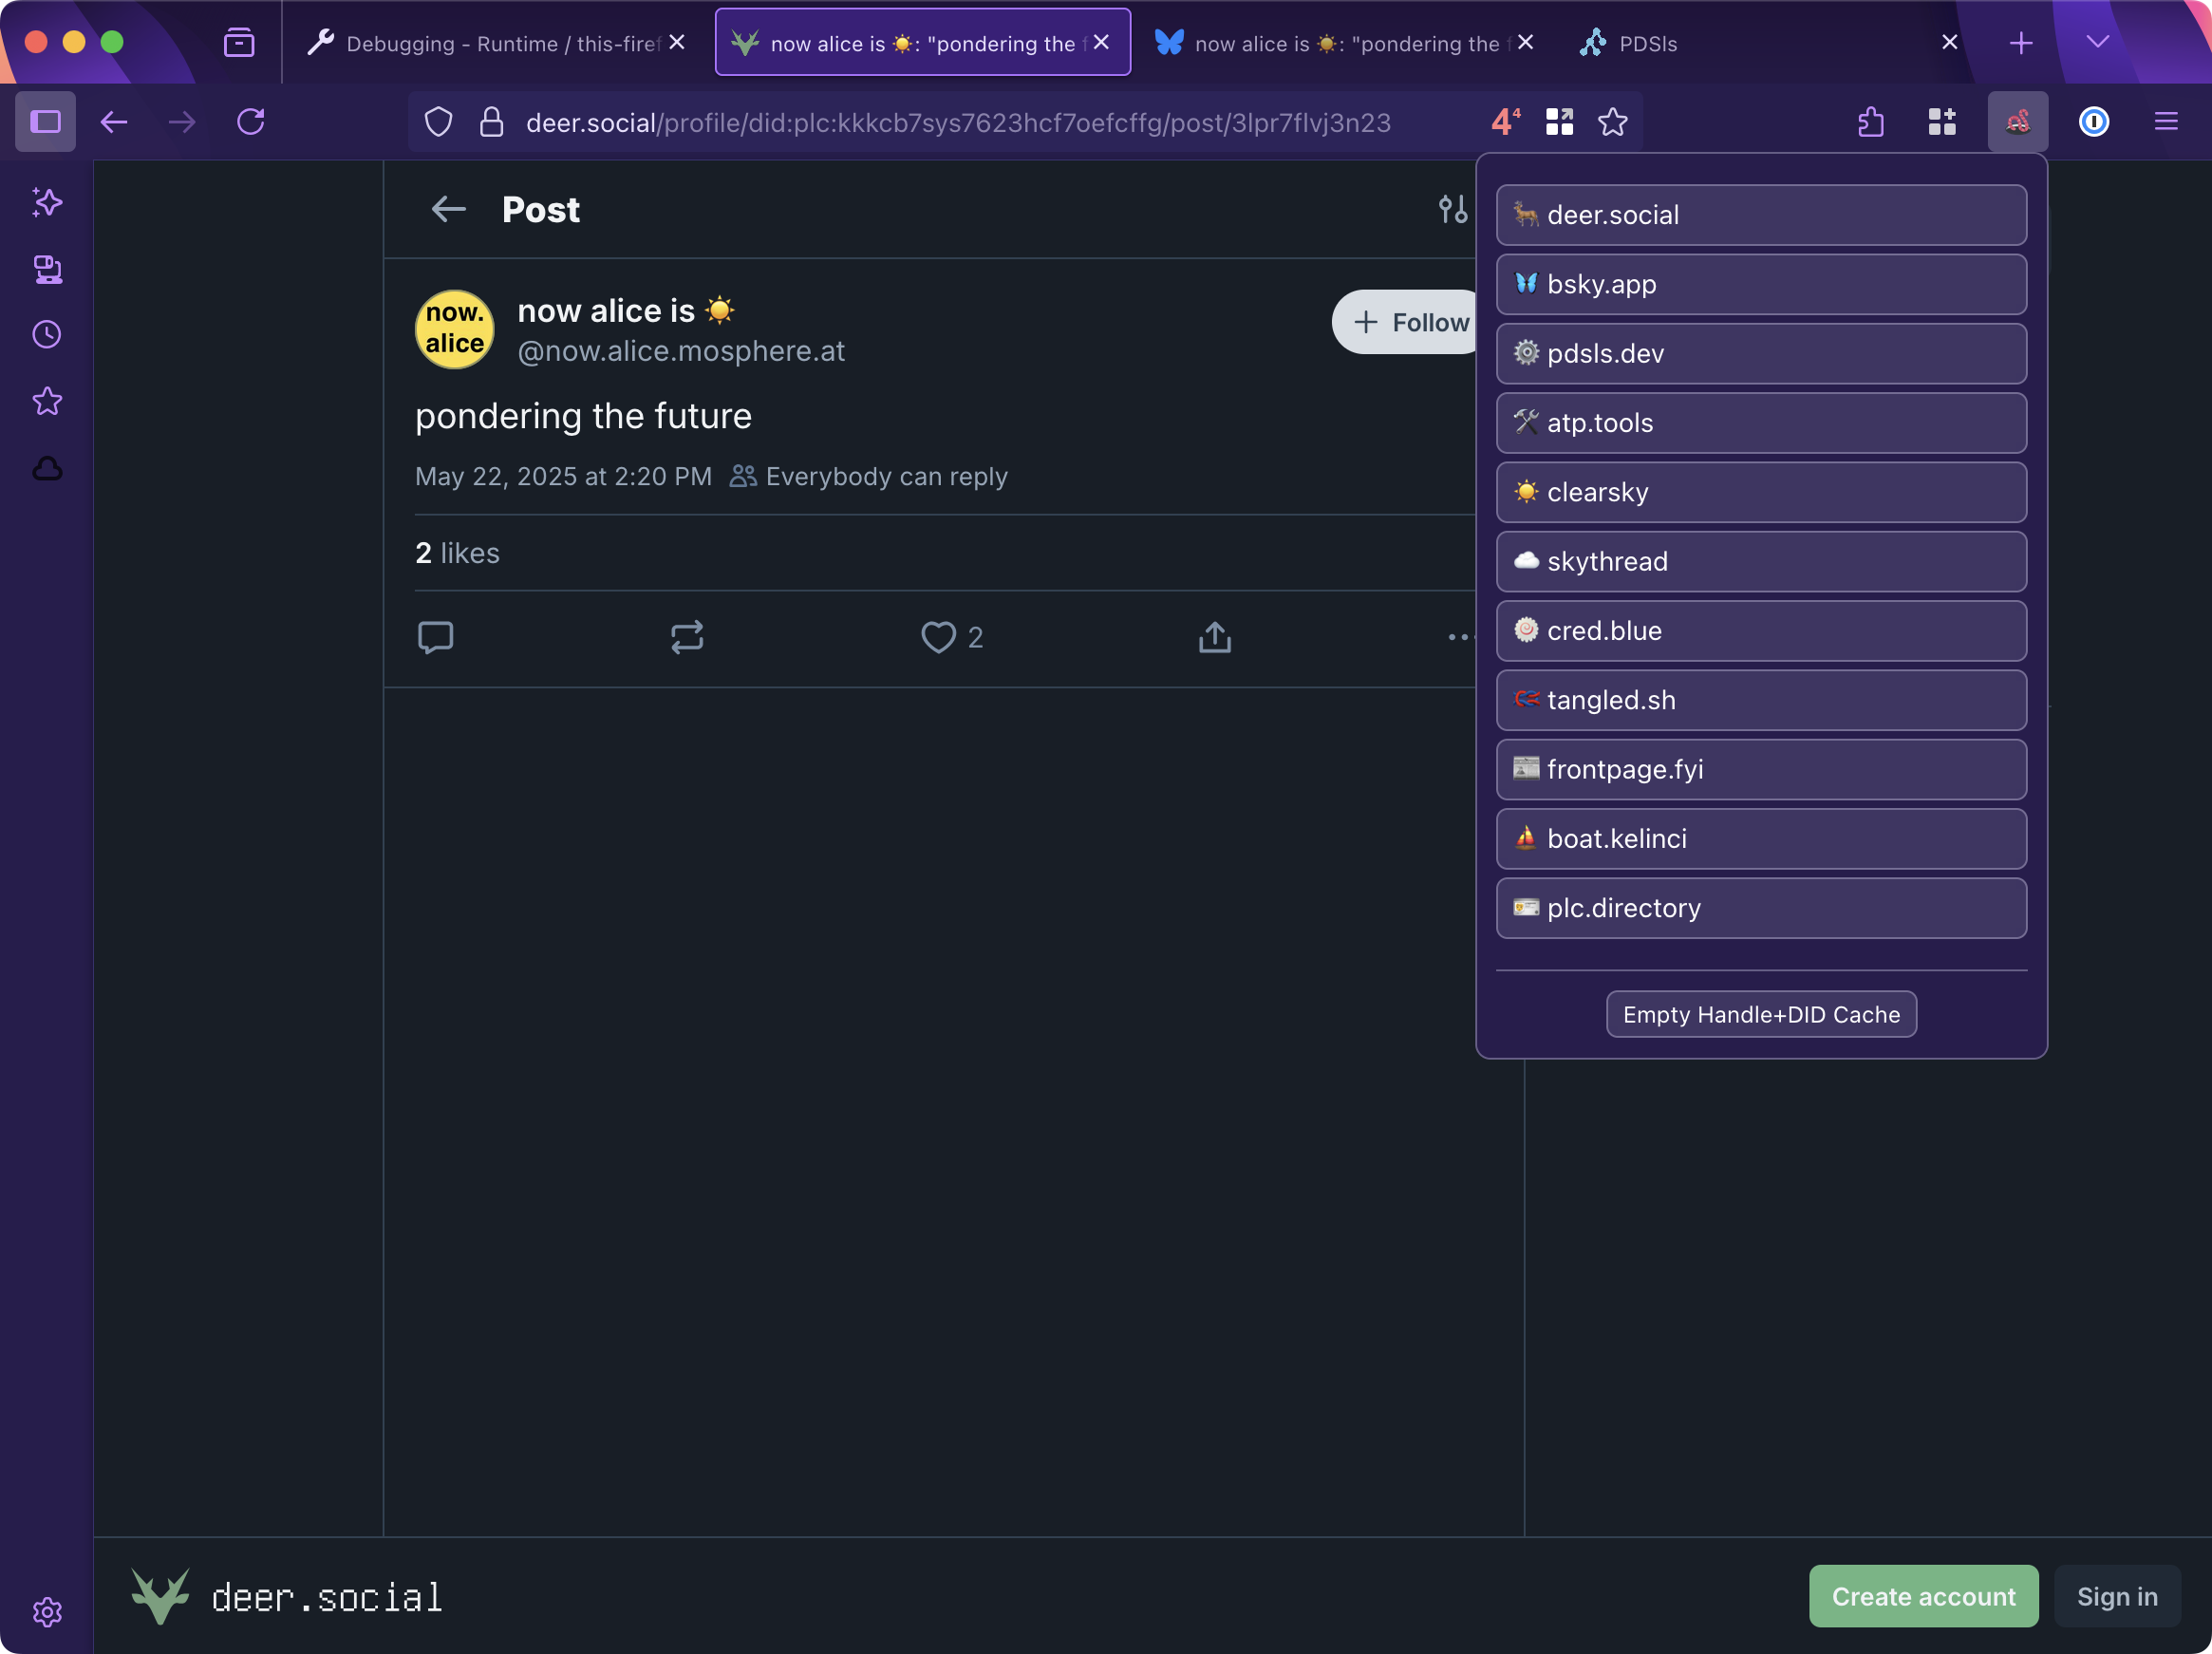 Debugging - Runtime / this-firef
now alice is ☀️: "pondering the f
now alice is ☀️: "pondering the f
PDSls
deer.social/profile/did:plc:kkkcb7sys7623hcf7oefcffg/post/3lpr7flvj3n23
4⁴
Post
now.
alice
now alice is ☀️
@now.alice.mosphere.at
+ Follow
pondering the future
May 22, 2025 at 2:20 PM Everybody can reply
2 likes
2
🦌 deer.social
🦋 bsky.app
⚙️ pdsls.dev
🛠️ atp.tools
☀️ clearsky
☁️ skythread
🍥 cred.blue
🪢 tangled.sh
📰 frontpage.fyi
⛵ boat.kelinci
🪪 plc.directory
Empty Handle+DID Cache
deer.social
Create account
Sign in